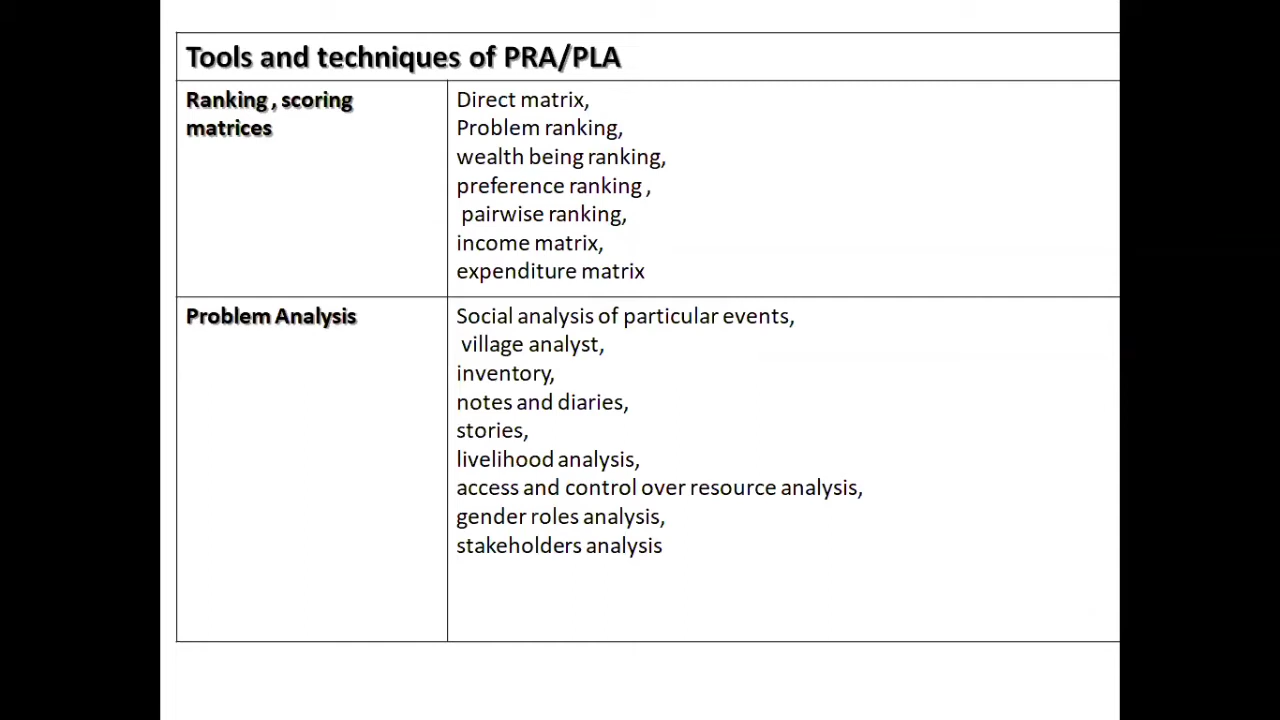 Tools and techniques of PRA/PLA
Ranking , scoring
matrices
Direct matrix,
Problem ranking,
wealth being ranking,
preference ranking ,
pairwise ranking,
income matrix,
expenditure matrix
Problem Analysis
Social analysis of particular events,
village analyst,
inventory,
notes and diaries,
stories,
livelihood analysis,
access and control over resource analysis,
gender roles analysis,
stakeholders analysis